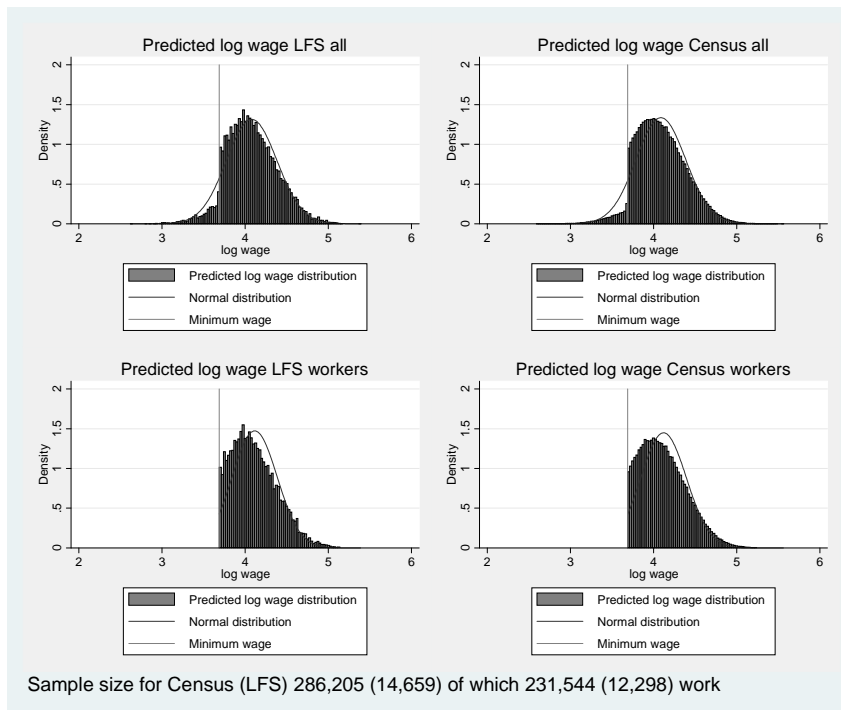 Predicted log wage LFS all
Density
0
.5
1
1.5
2
2
3
4
5
6
log wage
Predicted log wage distribution
Normal distribution
Minimum wage
Predicted log wage Census all
Density
0
.5
1
1.5
2
2
3
4
5
6
log wage
Predicted log wage distribution
Normal distribution
Minimum wage
Predicted log wage LFS workers
Density
0
.5
1
1.5
2
2
3
4
5
6
log wage
Predicted log wage distribution
Normal distribution
Minimum wage
Predicted log wage Census workers
Density
0
.5
1
1.5
2
2
3
4
5
6
log wage
Predicted log wage distribution
Normal distribution
Minimum wage
Sample size for Census (LFS) 286,205 (14,659) of which 231,544 (12,298) work